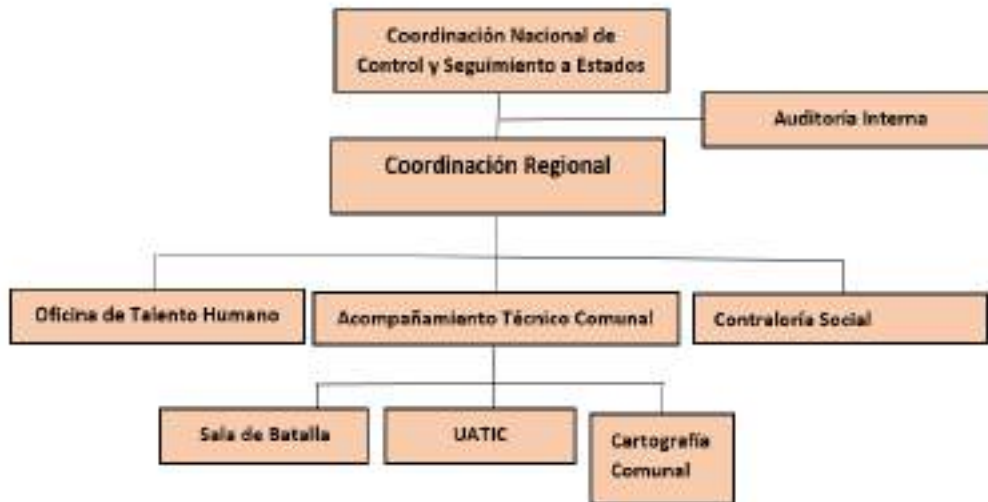 Coordinación Nacional de
Control y Seguimiento a Estados
Auditoría Interna
Coordinación Regional
Oficina de Talento Humano
Acompañamiento Técnico Comunal
Contraloría Social
Sala de Batalla
UATIC
Cartografía
Comunal